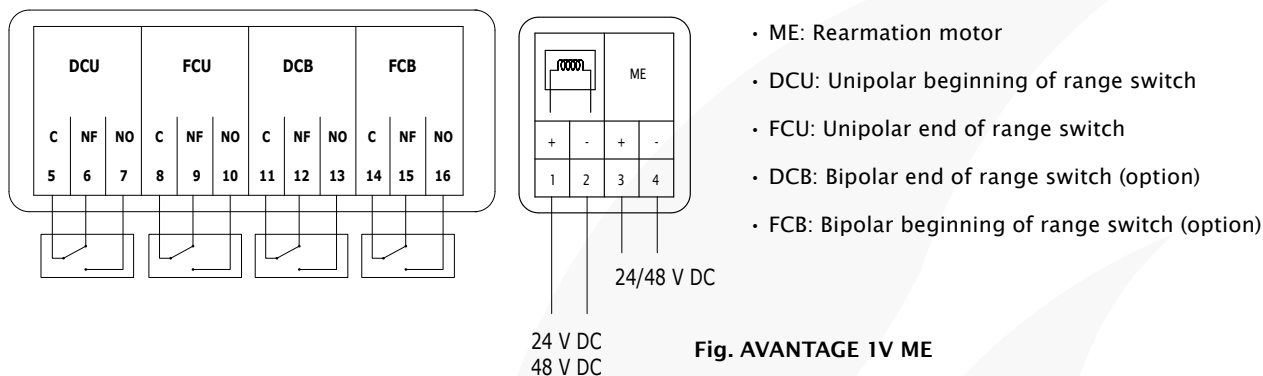 DCU FCU DCB FCB
C NF NO C NF NO C NF NO C NF NO
5 6 7 8 9 10 11 12 13 14 15 16
ME
+ - + -
1 2 3 4
24/48 V DC
24 V DC
48 V DC
• ME: Rearmation motor
• DCU: Unipolar beginning of range switch
• FCU: Unipolar end of range switch
• DCB: Bipolar end of range switch (option)
• FCB: Bipolar beginning of range switch (option)
Fig. AVANTAGE 1V ME